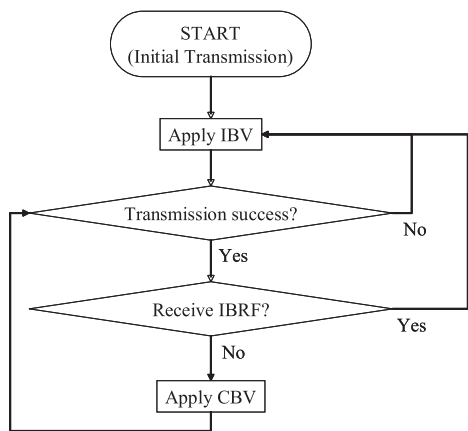 START
(Initial Transmission)
Apply IBV
Transmission success?
No
Yes
Receive IBRF?
Yes
No
Apply CBV